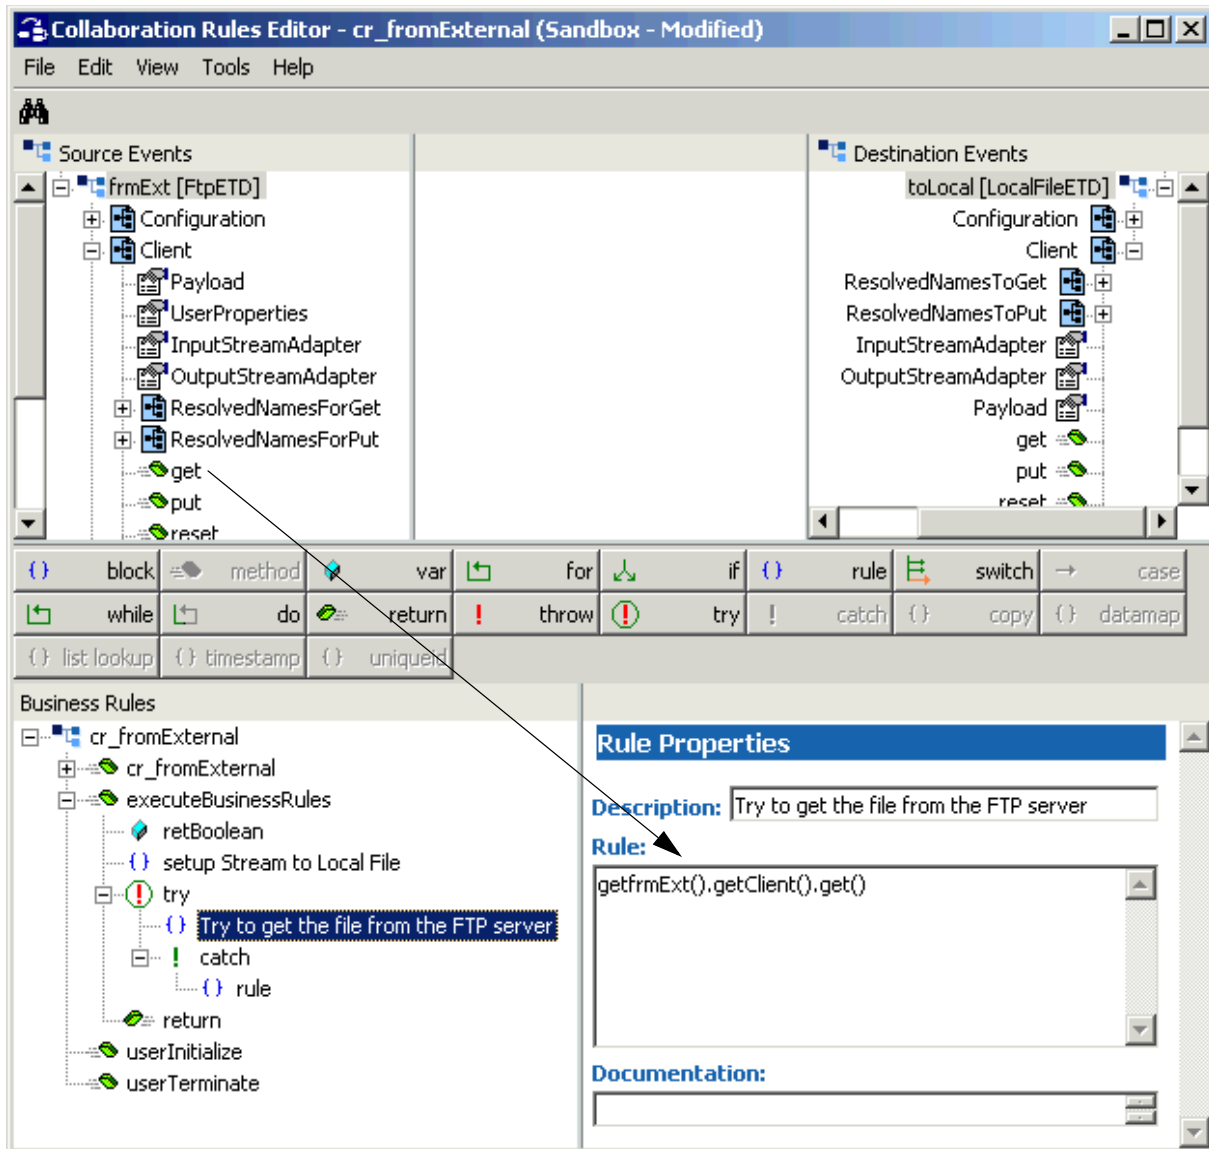 Collaboration Rules Editor - cr_fromExternal (Sandbox - Modified)
File Edit View Tools Help
Source Events
Destination Events
frmExt [FtpETD]
Configuration
Client
Payload
UserProperties
InputStreamAdapter
OutputStreamAdapter
ResolvedNamesForGet
ResolvedNamesForPut
get
put
reset
toLocal [LocalFileETD]
Configuration
Client
ResolvedNamesToGet
ResolvedNamesToPut
InputStreamAdapter
OutputStreamAdapter
Payload
get
put
reset
block method var for if rule switch case
while do return throw try catch copy datamap
list lookup timestamp uniqueid
Business Rules
cr_fromExternal
cr_fromExternal
executeBusinessRules
retBoolean
setup Stream to Local File
try
Try to get the file from the FTP server
catch
rule
return
userInitialize
userTerminate
Rule Properties
Description: Try to get the file from the FTP server
Rule:
getfrmExt().getClient().get()
Documentation: